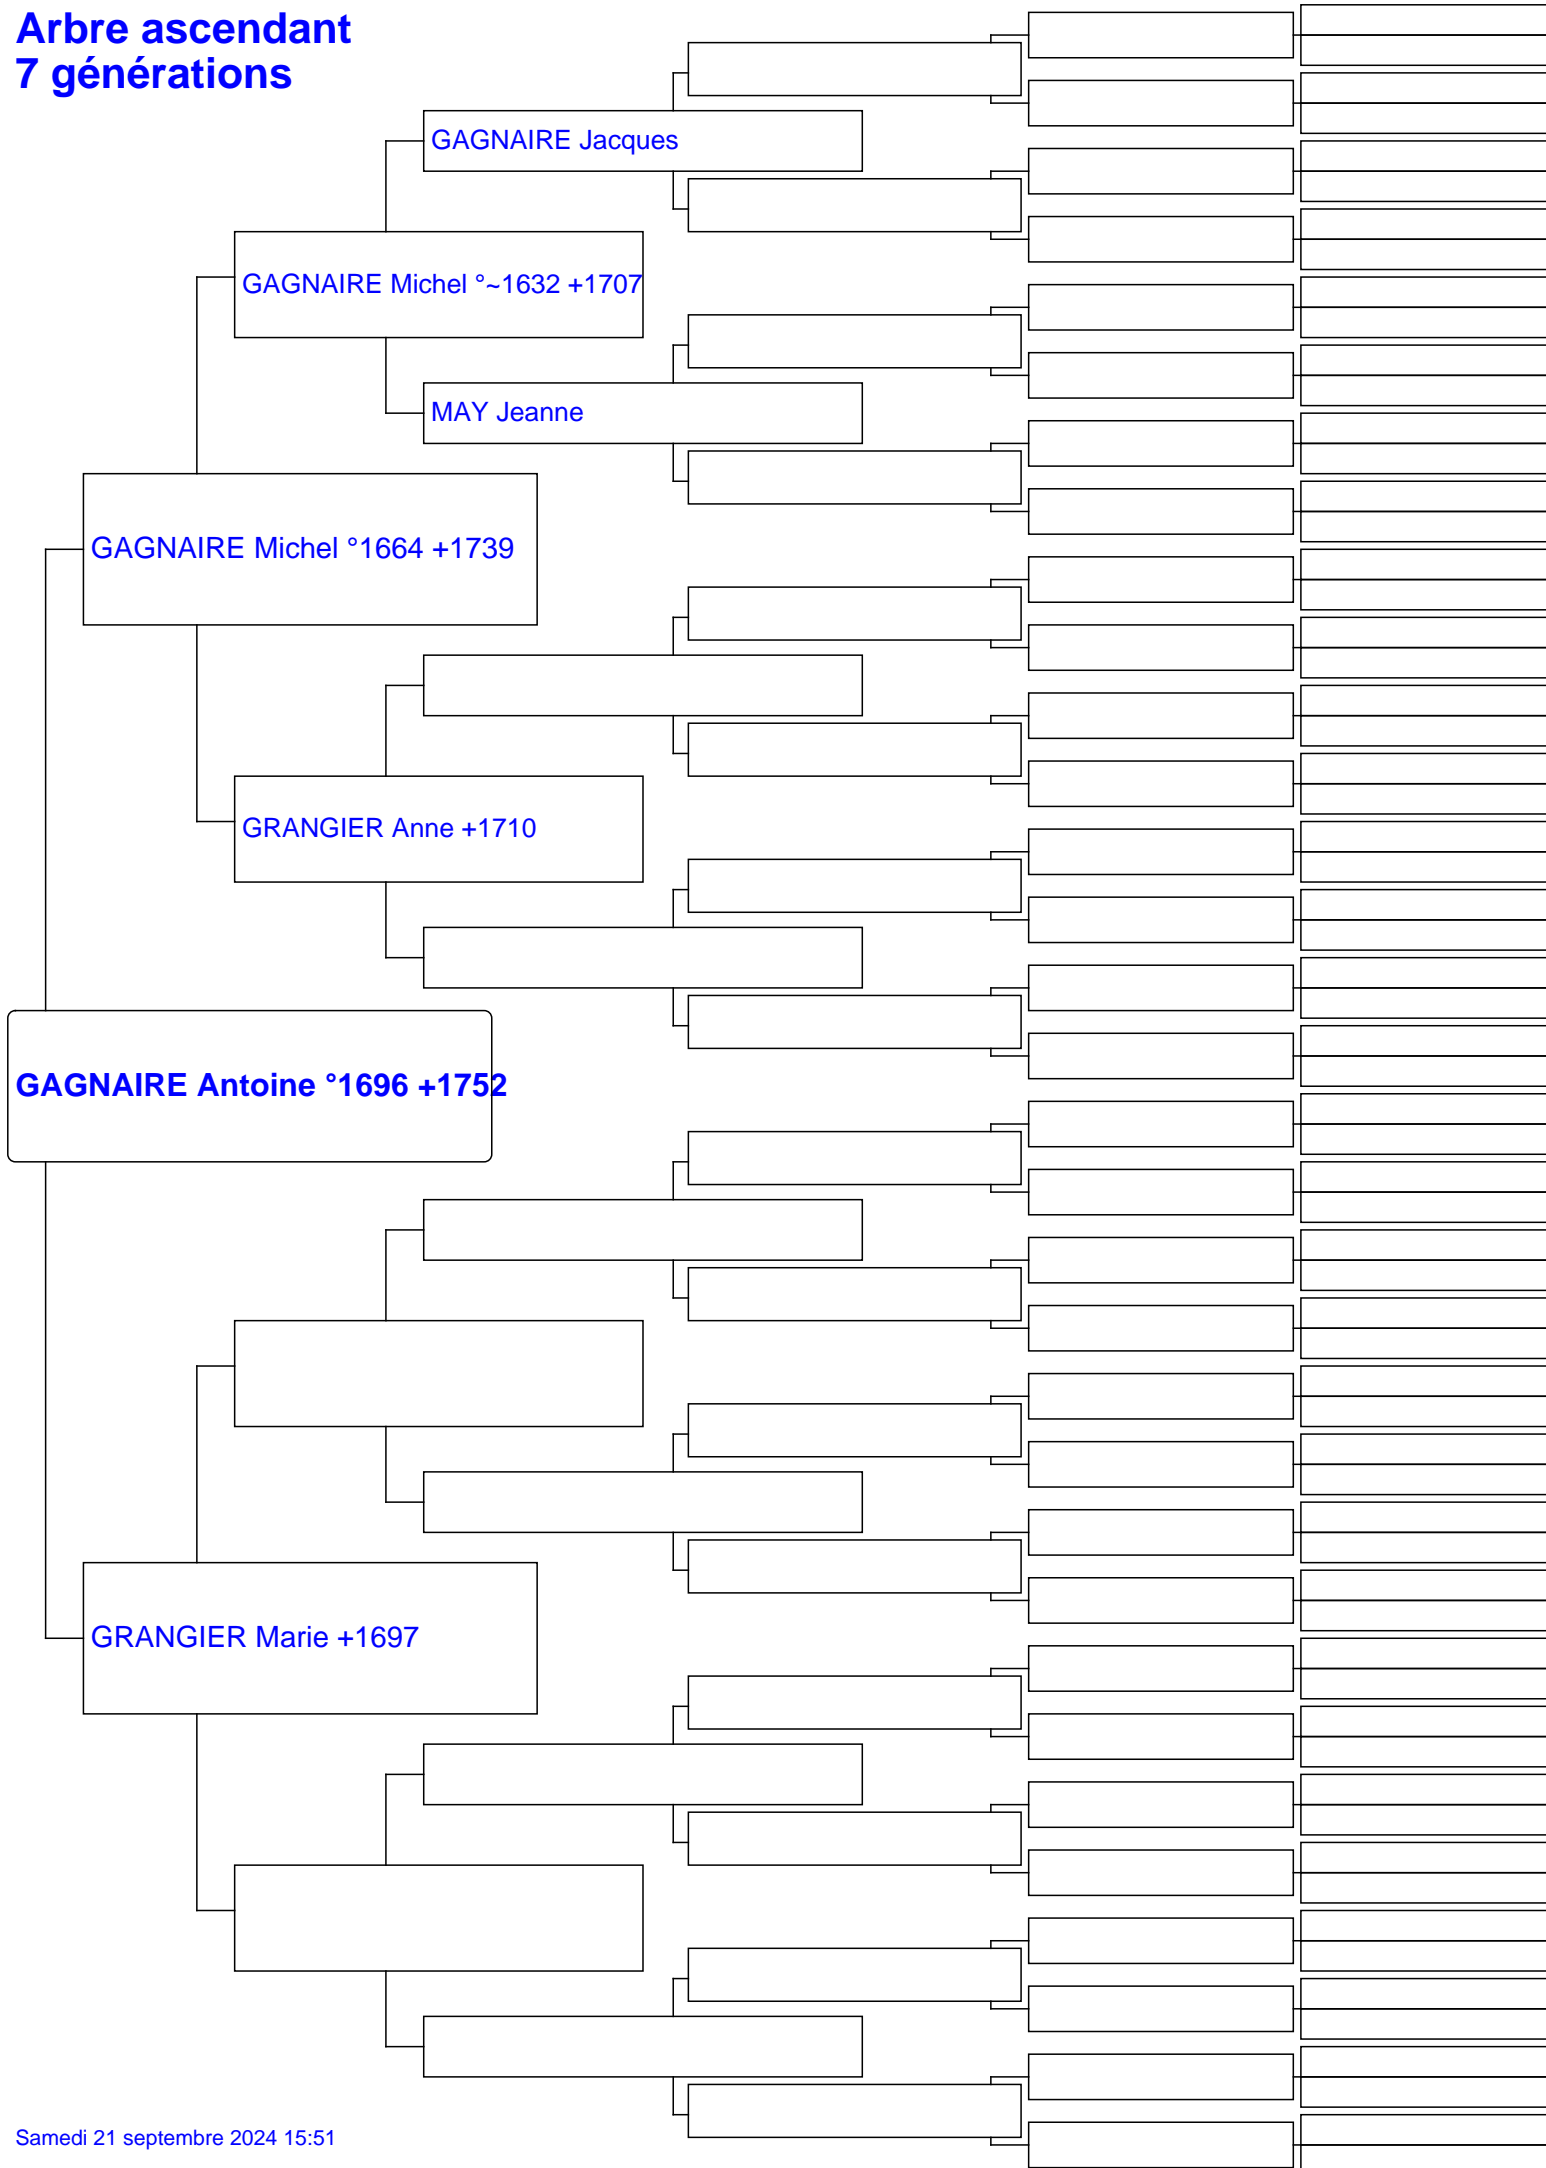 Arbre ascendant
7 générations
GAGNAIRE Jacques
GAGNAIRE Michel °~1632 +1707
MAY Jeanne
GAGNAIRE Michel °1664 +1739
GRANGIER Anne +1710
GAGNAIRE Antoine °1696 +1752
GRANGIER Marie +1697
Samedi 21 septembre 2024 15:51